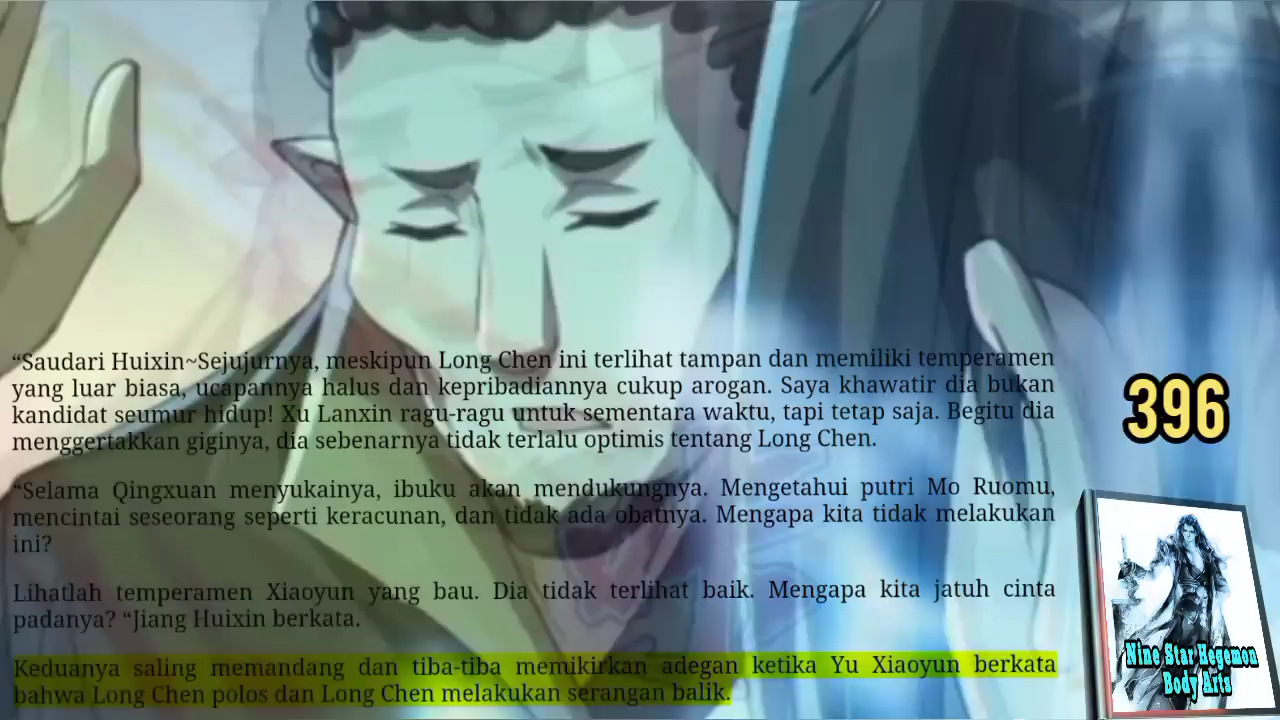 “Saudari Huixin~Sejujurnya, meskipun Long Chen ini terlihat tampan dan memiliki temperamen
yang luar biasa, ucapannya halus dan kepribadiannya cukup arogan. Saya khawatir dia bukan
kandidat seumur hidup! Xu Lanxin ragu-ragu untuk sementara waktu, tapi tetap saja. Begitu dia
menggertakkan giginya, dia sebenarnya tidak terlalu optimis tentang Long Chen.
“Selama Qingxuan menyukainya, ibuku akan mendukungnya. Mengetahui putri Mo Ruomu,
mencintai seseorang seperti keracunan, dan tidak ada obatnya. Mengapa kita tidak melakukan
ini?
Lihatlah temperamen Xiaoyun yang bau. Dia tidak terlihat baik. Mengapa kita jatuh cinta
padanya? “Jiang Huixin berkata.
Keduanya saling memandang dan tiba-tiba memikirkan adegan ketika Yu Xiaoyun berkata
bahwa Long Chen polos dan Long Chen melakukan serangan balik.
396
Nine Star Hegemon
Body Arts